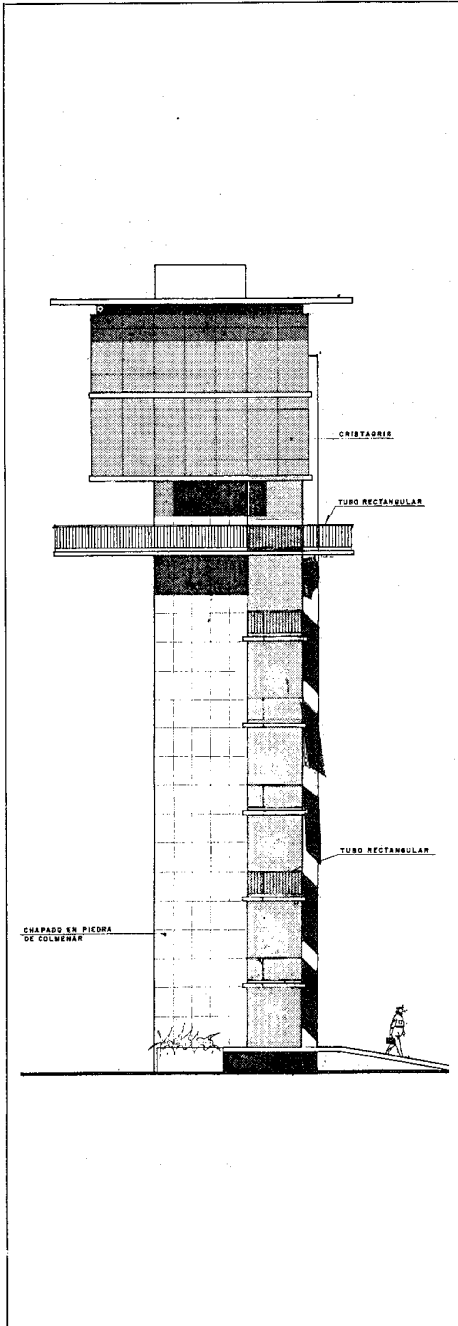 CRISTAGRIS
TUBO RECTANGULAR
TUBO RECTANGULAR
CHAPADO EN PIEDRA
DE COLMENAR